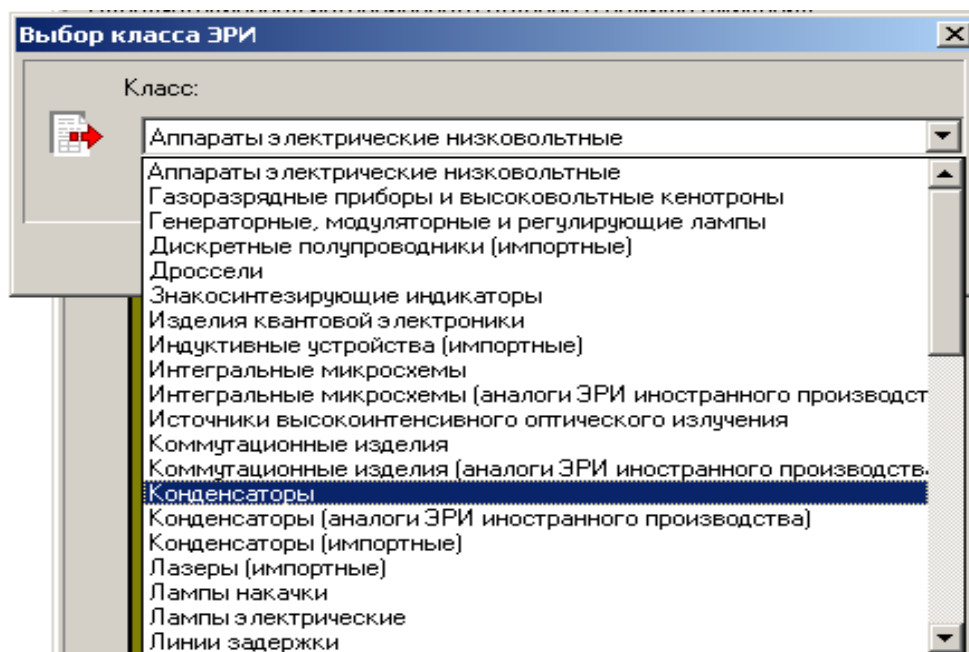 Выбор класса ЭРИ
Класс:
Аппараты электрические низковольтные
Аппараты электрические низковольтные
Газоразрядные приборы и высоковольтные кенотроны
Генераторные, модуляторные и регулирующие лампы
Дискретные полупроводники (импортные)
Дроссели
Знакосинтезирующие индикаторы
Изделия квантовой электроники
Индуктивные устройства (импортные)
Интегральные микросхемы
Интегральные микросхемы (аналоги ЭРИ иностранного производст
Источники высокоинтенсивного оптического излучения
Коммутационные изделия
Коммутационные изделия (аналоги ЭРИ иностранного производств
Конденсаторы
Конденсаторы (аналоги ЭРИ иностранного производства)
Конденсаторы (импортные)
Лазеры (импортные)
Лампы накачки
Лампы электрические
Линии задержки